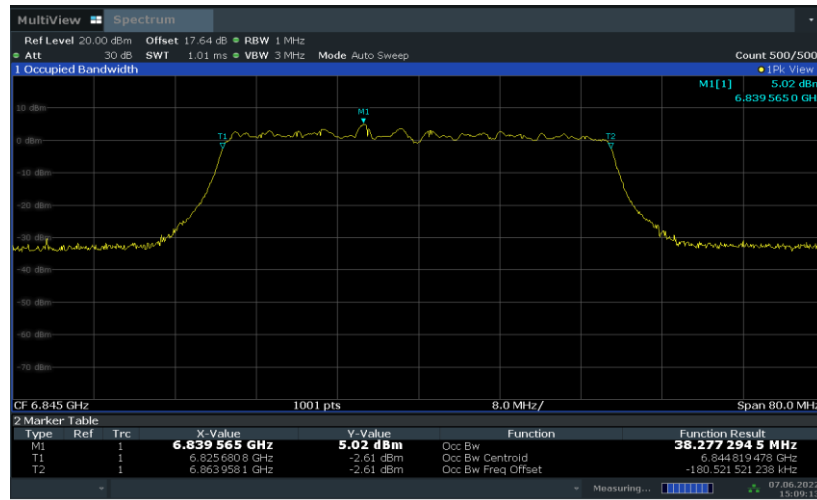 MultiView Spectrum
Ref Level 20.00 dBm Offset 17.64 dB RBW 1 MHz
Att 30 dB SWT 1.01 ms VBW 3 MHz Mode Auto Sweep Count 500/500
1 Occupied Bandwidth 1Pk View
M1[1] 5.02 dBm
6.839 565 0 GH
10 dBm
M1
T1 T2
0 dBm
-10 dBm
-20 dBm
-30 dBm
-40 dBm
-50 dBm
-60 dBm
-70 dBm
CF 6.845 GHz 1001 pts 8.0 MHz/ Span 80.0 MHz
2 Marker Table
Type Ref Trc X-Value Y-Value Function Function Result
M1 1 6.839 565 GHz 5.02 dBm Occ Bw 38.277 294 5 MHz
T1 1 6.825 680 8 GHz -2.61 dBm Occ Bw Centroid 6.844 819 478 GHz
T2 1 6.863 958 1 GHz -2.61 dBm Occ Bw Freq Offset -180.521 521 238 kHz
Measuring... 07.06.2022